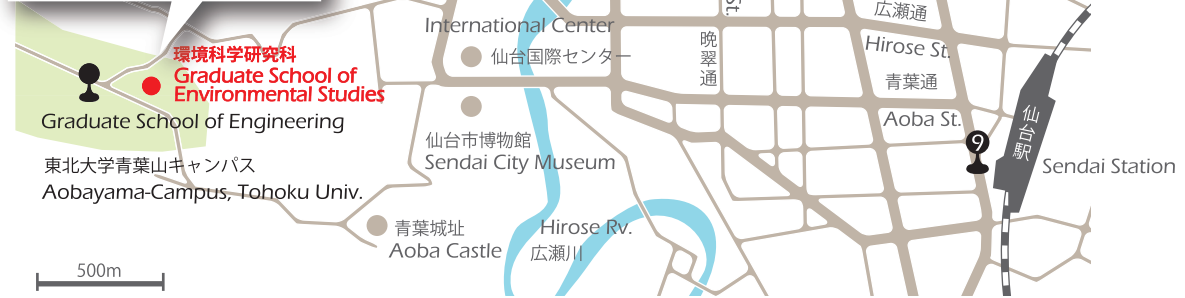 International Center
仙台国際センター
環境科学研究科
Graduate School of
Environmental Studies
Graduate School of Engineering
東北大学青葉山キャンパス
Aobayama-Campus, Tohoku Univ.
仙台市博物館
Sendai City Museum
青葉城址
Aoba Castle
Hirose Rv.
広瀬川
St.
晩翠通
広瀬通
Hirose St.
青葉通
Aoba St.
9
仙台駅
Sendai Station
500m